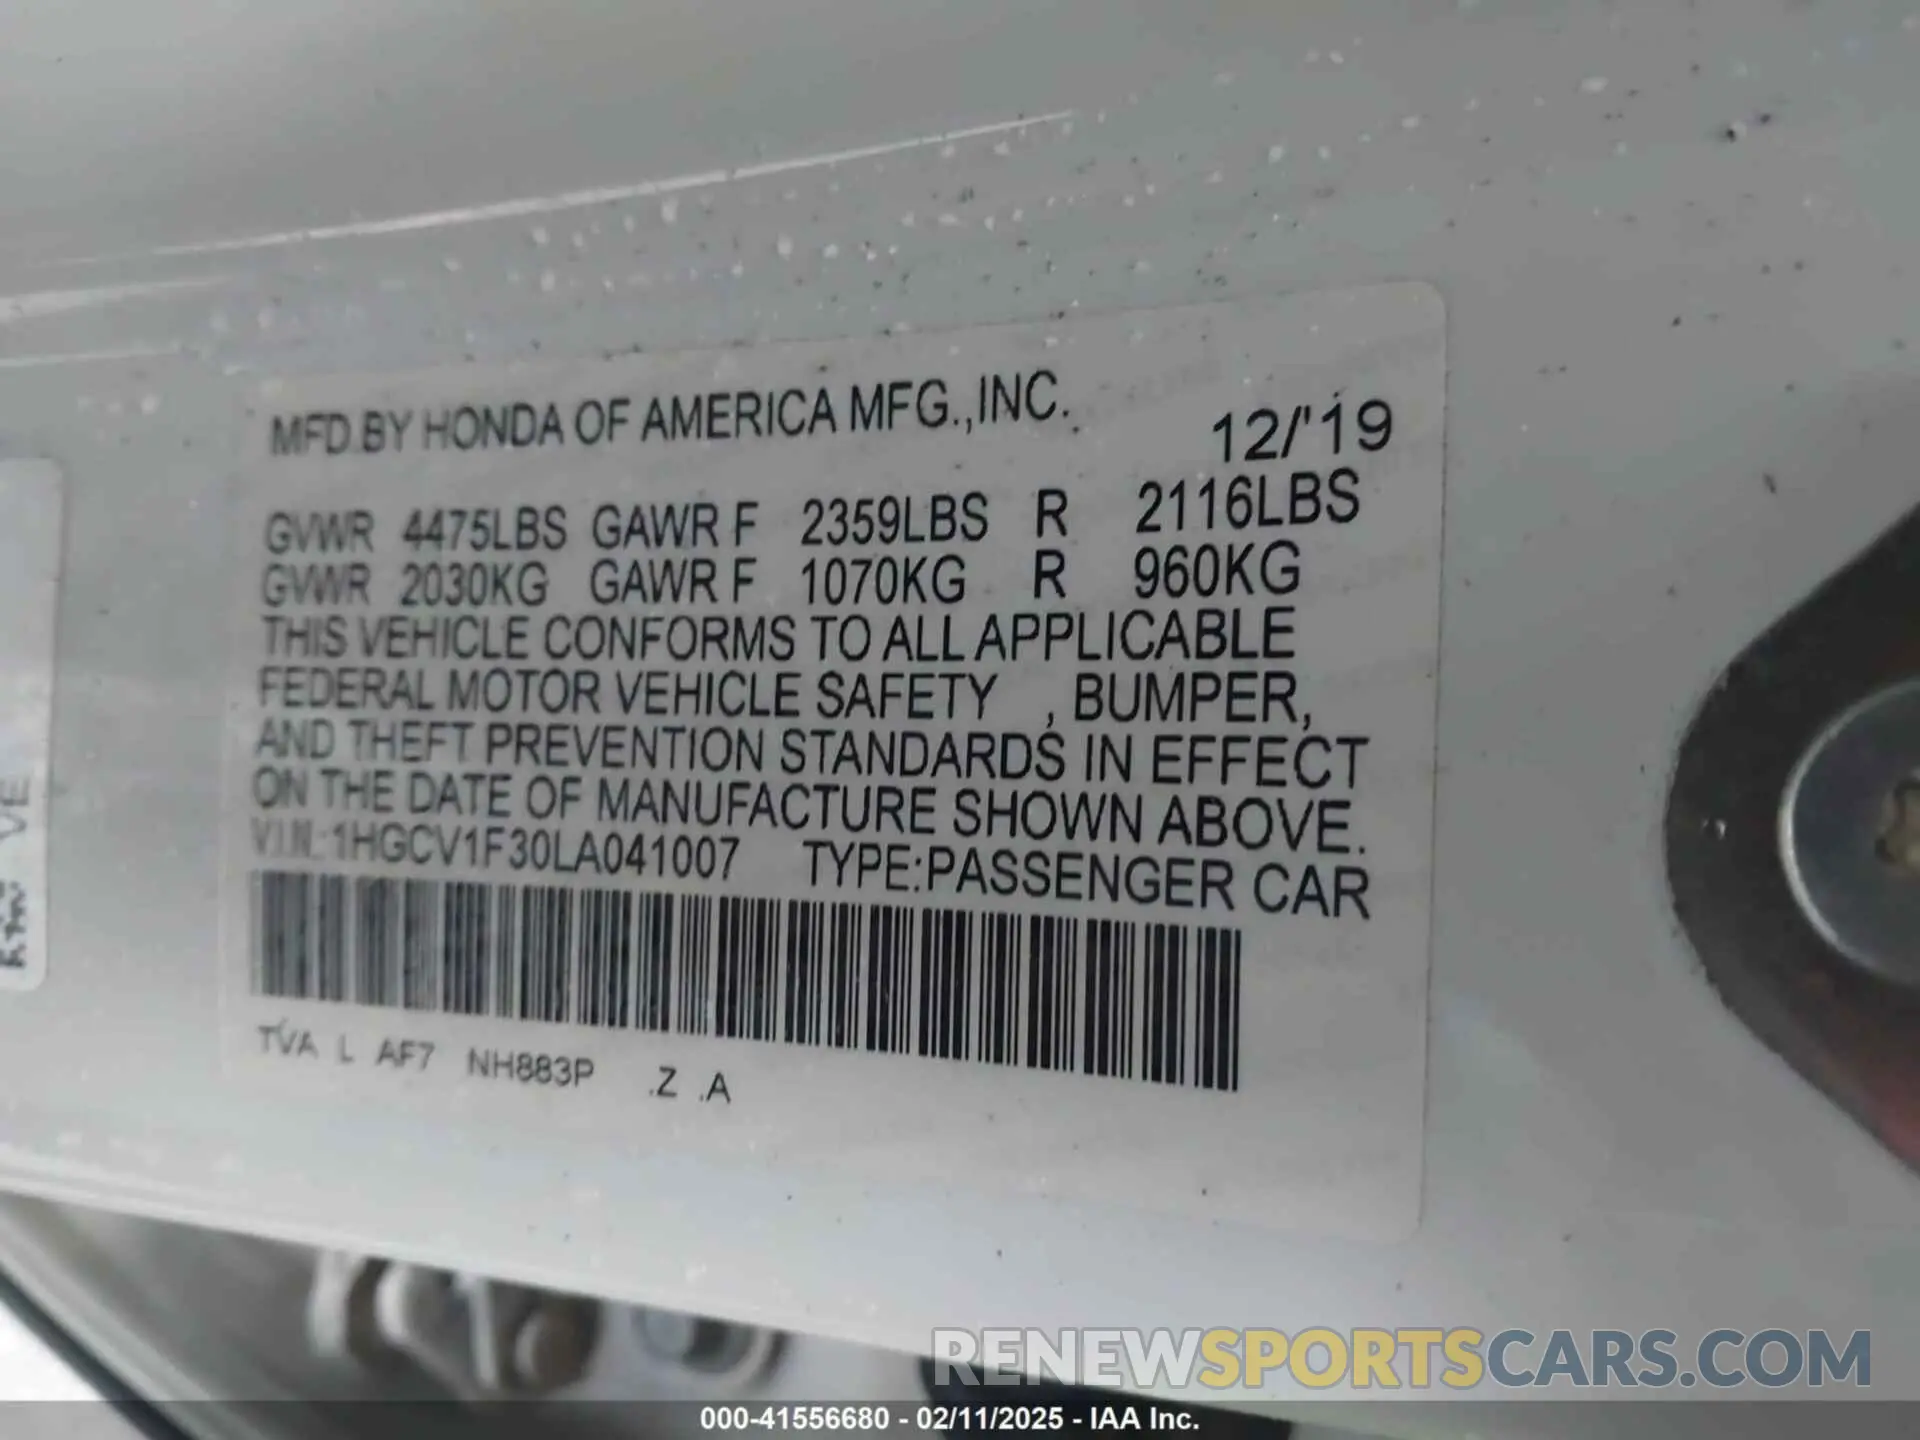 MFD.BY HONDA OF AMERICA MFG.,INC. 12/'19
GVWR 4475LBS GAWR F 2359LBS R 2116LBS
GVWR 2030KG GAWR F 1070KG R 960KG
THIS VEHICLE CONFORMS TO ALL APPLICABLE
FEDERAL MOTOR VEHICLE SAFETY , BUMPER,
AND THEFT PREVENTION STANDARDS IN EFFECT
ON THE DATE OF MANUFACTURE SHOWN ABOVE.
V.I.N.:1HGCV1F30LA041007 TYPE:PASSENGER CAR
TVA L AF7 NH883P .Z .A
VE
RENEWSPORTSCARS.COM
000-41556680 - 02/11/2025 - IAA Inc.